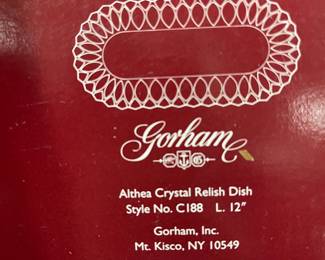 Gorham
Althea Crystal Relish Dish
Style No. C188 L. 12"
Gorham, Inc.
Mt. Kisco, NY 10549